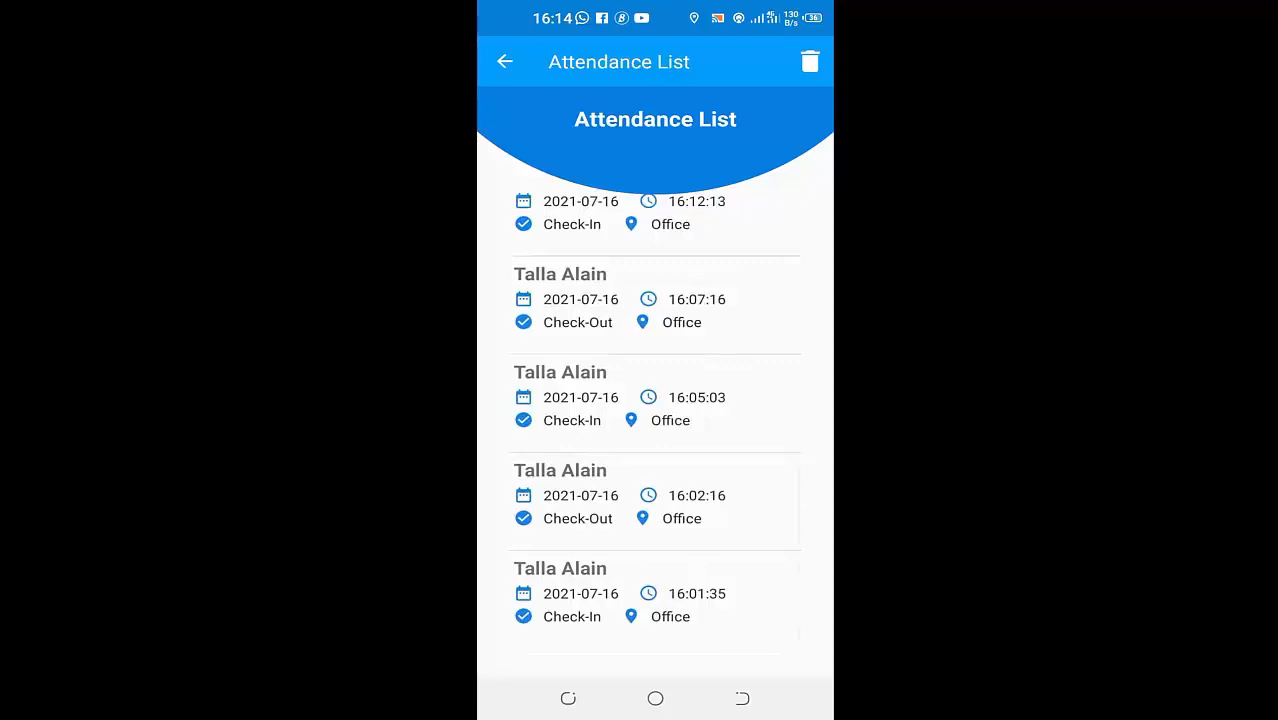 16:14 4G 130 B/s 36
Attendance List
Attendance List
2021-07-16 16:12:13
Check-In Office
Talla Alain
2021-07-16 16:07:16
Check-Out Office
Talla Alain
2021-07-16 16:05:03
Check-In Office
Talla Alain
2021-07-16 16:02:16
Check-Out Office
Talla Alain
2021-07-16 16:01:35
Check-In Office